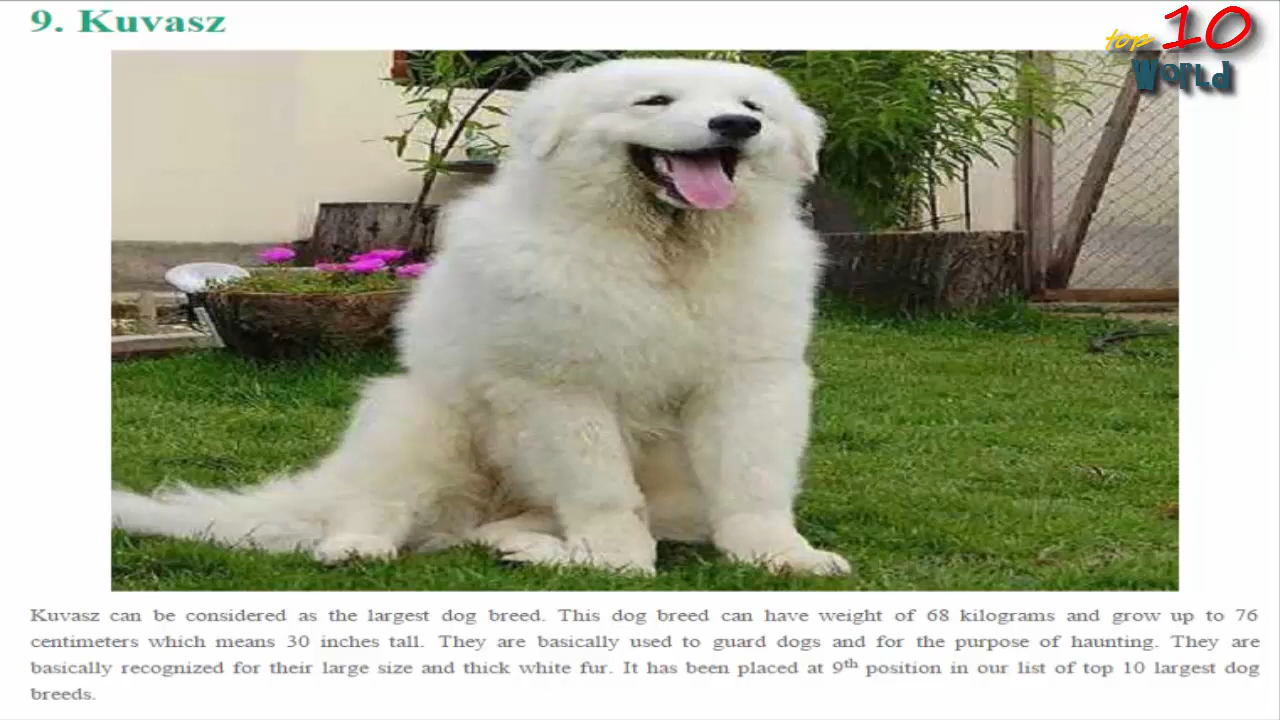 9. Kuvasz
top 10
World
Kuvasz can be considered as the largest dog breed. This dog breed can have weight of 68 kilograms and grow up to 76
centimeters which means 30 inches tall. They are basically used to guard dogs and for the purpose of haunting. They are
basically recognized for their large size and thick white fur. It has been placed at 9th position in our list of top 10 largest dog
breeds.